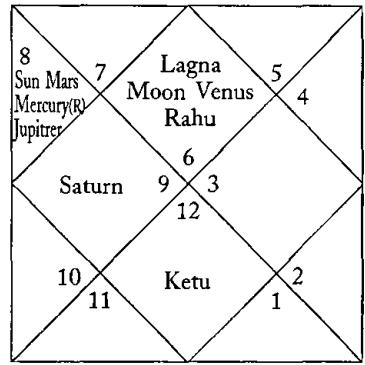 8
Sun Mars
Mercury(R)
Jupitrer
7
Lagna
Moon Venus
Rahu
5
4
6
Saturn
9
3
12
10
11
Ketu
2
1